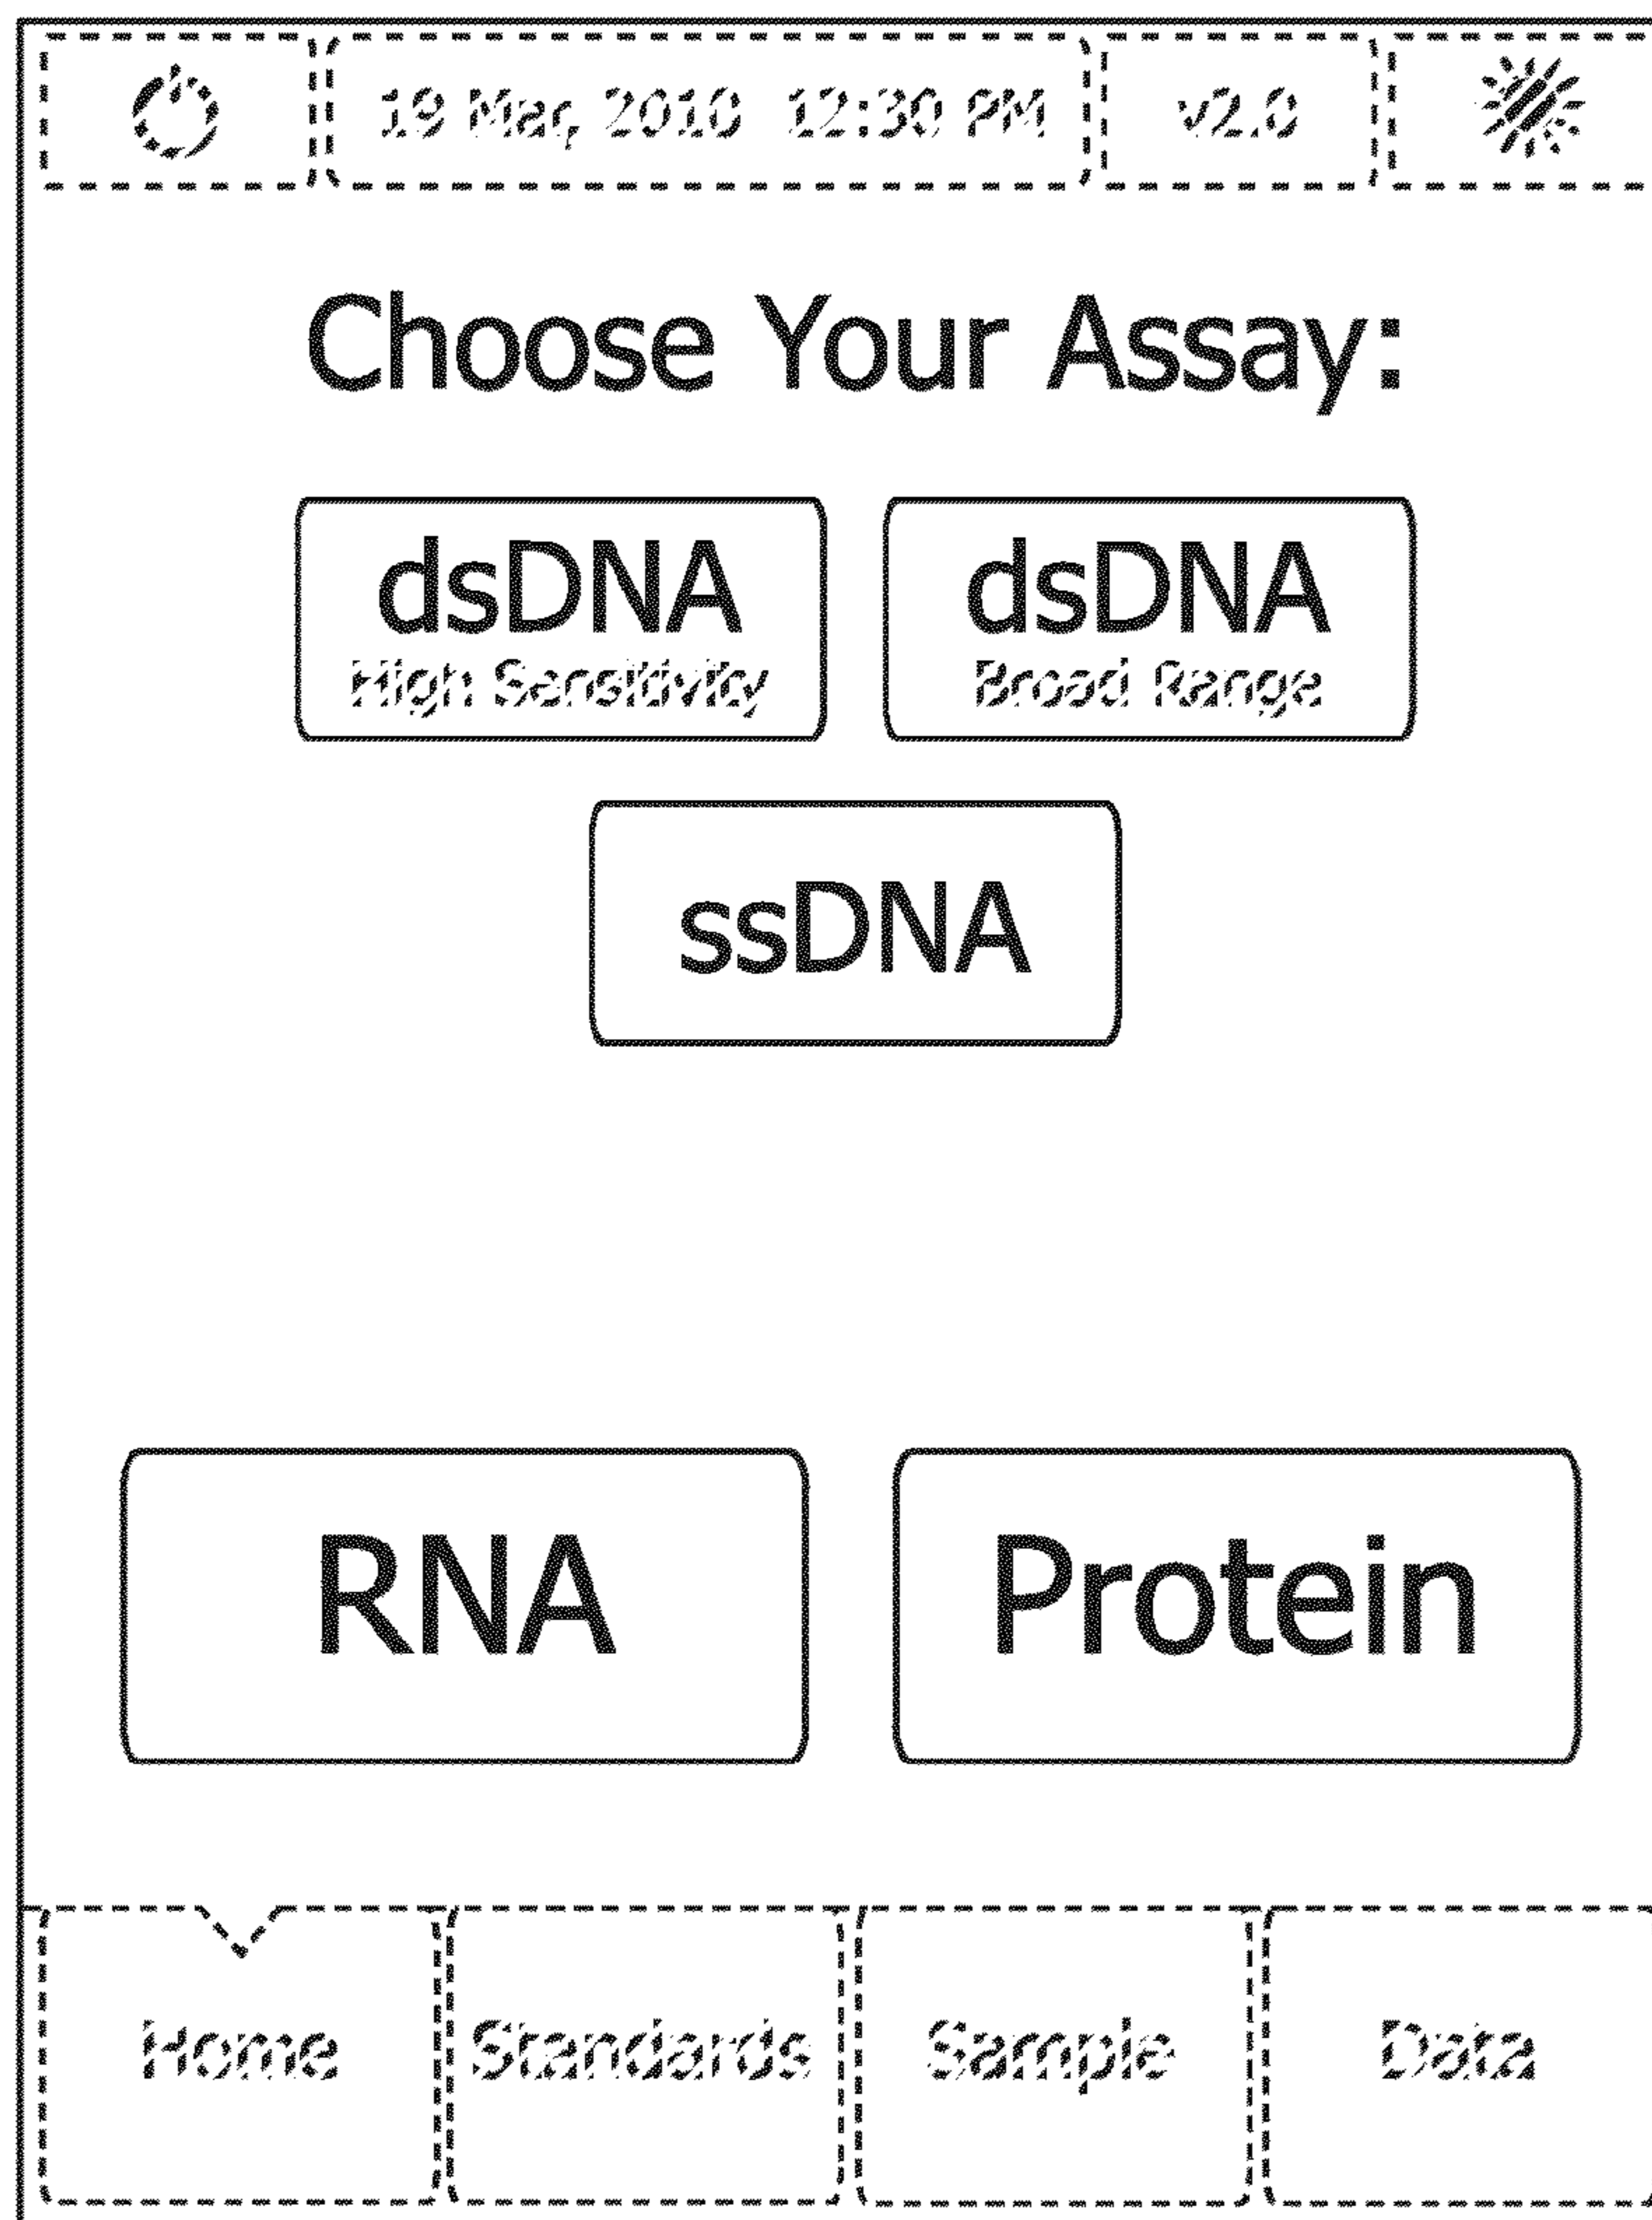 19 Mar, 2010 12:30 PM v2.0
Choose Your Assay:
dsDNA dsDNA
High Sensitivity Broad Range
ssDNA
RNA Protein
Home Standards Sample Data